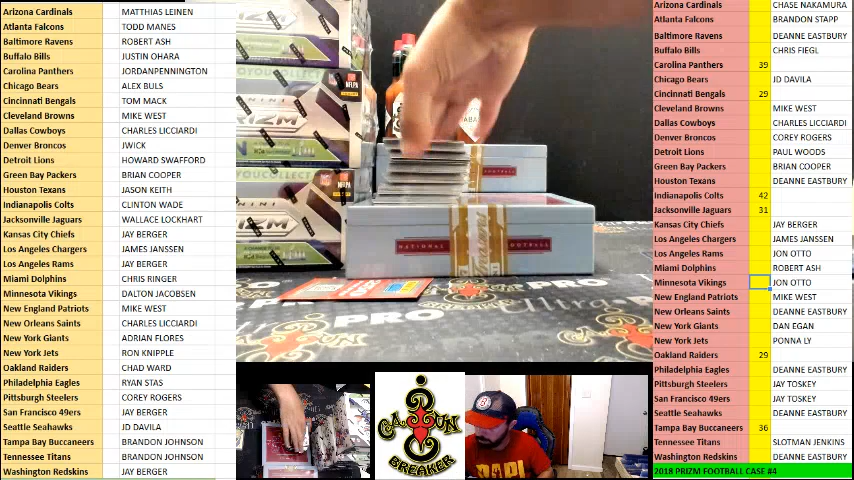 Arizona Cardinals MATTHIAS LEINEN
Atlanta Falcons TODD MANES
Baltimore Ravens ROBERT ASH
Buffalo Bills JUSTIN OHARA
Carolina Panthers JORDANPENNINGTON
Chicago Bears ALEX BULS
Cincinnati Bengals TOM MACK
Cleveland Browns MIKE WEST
Dallas Cowboys CHARLES LICCIARDI
Denver Broncos JWICK
Detroit Lions HOWARD SWAFFORD
Green Bay Packers BRIAN COOPER
Houston Texans JASON KEITH
Indianapolis Colts CLINTON WADE
Jacksonville Jaguars WALLACE LOCKHART
Kansas City Chiefs JAY BERGER
Los Angeles Chargers JAMES JANSSEN
Los Angeles Rams JAY BERGER
Miami Dolphins CHRIS RINGER
Minnesota Vikings DALTON JACOBSEN
New England Patriots MIKE WEST
New Orleans Saints CHARLES LICCIARDI
New York Giants ADRIAN FLORES
New York Jets RON KNIPPLE
Oakland Raiders CHAD WARD
Philadelphia Eagles RYAN STAS
Pittsburgh Steelers COREY ROGERS
San Francisco 49ers JAY BERGER
Seattle Seahawks JD DAVILA
Tampa Bay Buccaneers BRANDON JOHNSON
Tennessee Titans BRANDON JOHNSON
Washington Redskins JAY BERGER
PRIZM
NATIONAL FOOTBALL
Treasures
PRO
Ultra PRO
CAJUN
BREAKER
Arizona Cardinals CHASE NAKAMURA
Atlanta Falcons BRANDON STAPP
Baltimore Ravens DEANNE EASTBURY
Buffalo Bills CHRIS FIEGL
Carolina Panthers 39
Chicago Bears JD DAVILA
Cincinnati Bengals 29
Cleveland Browns MIKE WEST
Dallas Cowboys CHARLES LICCIARDI
Denver Broncos COREY ROGERS
Detroit Lions PAUL WOODS
Green Bay Packers BRIAN COOPER
Houston Texans DEANNE EASTBURY
Indianapolis Colts 42
Jacksonville Jaguars 31
Kansas City Chiefs JAY BERGER
Los Angeles Chargers JAMES JANSSEN
Los Angeles Rams JON OTTO
Miami Dolphins ROBERT ASH
Minnesota Vikings JON OTTO
New England Patriots MIKE WEST
New Orleans Saints DEANNE EASTBURY
New York Giants DAN EGAN
New York Jets PONNA LY
Oakland Raiders 29
Philadelphia Eagles DEANNE EASTBURY
Pittsburgh Steelers JAY TOSKEY
San Francisco 49ers JAY TOSKEY
Seattle Seahawks DEANNE EASTBURY
Tampa Bay Buccaneers 36
Tennessee Titans SLOTMAN JENKINS
Washington Redskins DEANNE EASTBURY
2018 PRIZM FOOTBALL CASE #4